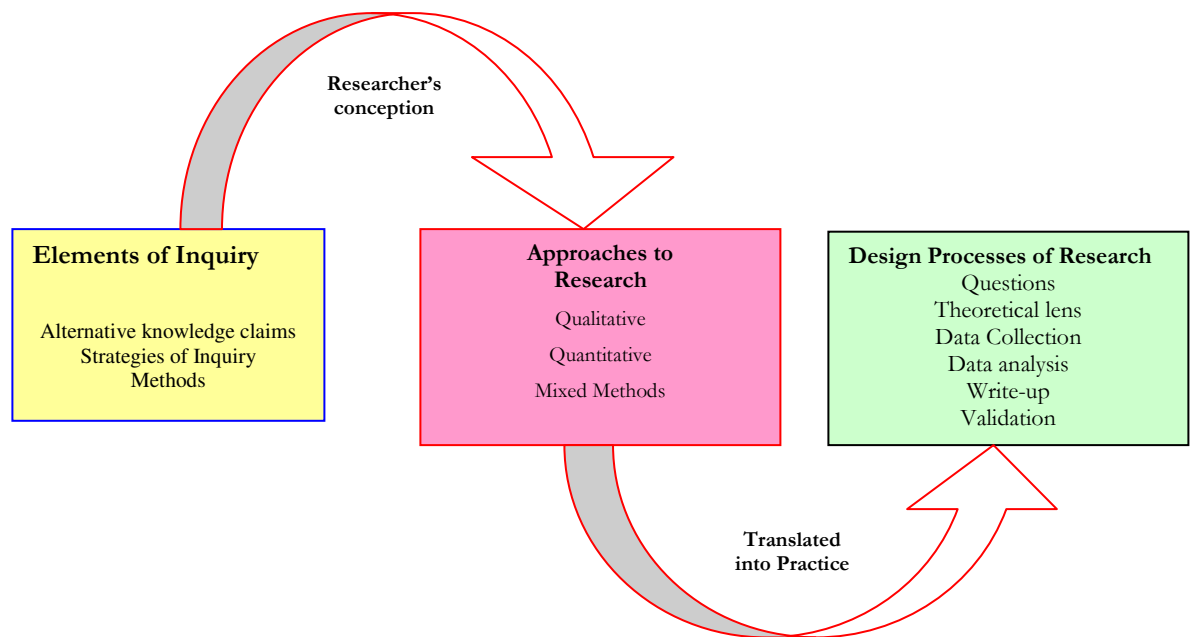 Researcher’s
conception
Elements of Inquiry
Alternative knowledge claims
Strategies of Inquiry
Methods
Approaches to
Research
Qualitative
Quantitative
Mixed Methods
Design Processes of Research
Questions
Theoretical lens
Data Collection
Data analysis
Write-up
Validation
Translated
into Practice